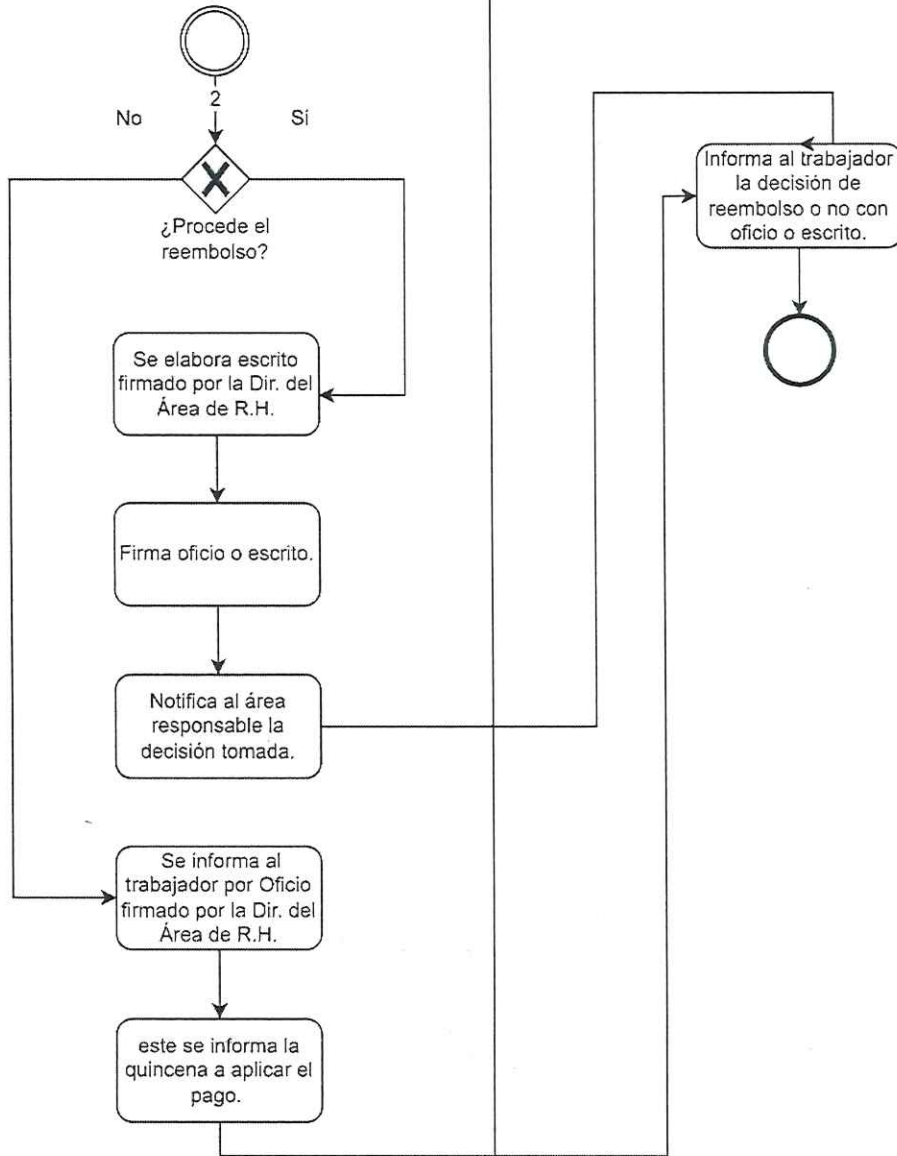 2
No
Sí
¿Procede el
reembolso?
Se elabora escrito
firmado por la Dir. del
Área de R.H.
Firma oficio o escrito.
Notifica al área
responsable la
decisión tomada.
Se informa al
trabajador por Oficio
firmado por la Dir. del
Área de R.H.
este se informa la
quincena a aplicar el
pago.
Informa al trabajador
la decisión de
reembolso o no con
oficio o escrito.